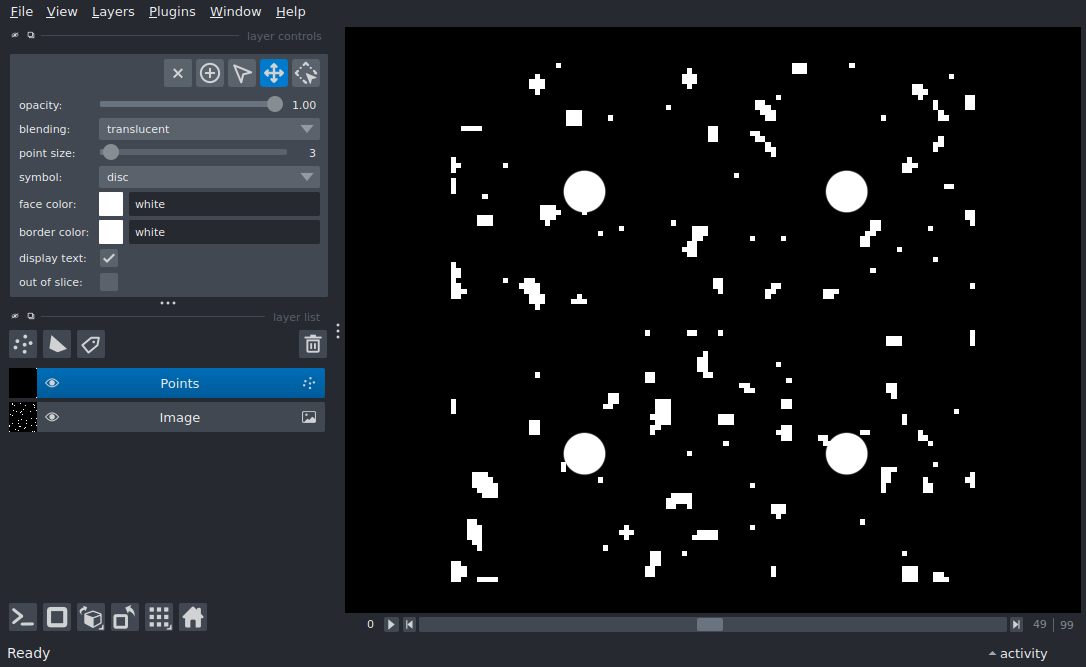 File View Layers Plugins Window Help
layer controls
opacity: 1.00
blending: translucent
point size: 3
symbol: disc
face color: white
border color: white
display text:
out of slice:
layer list
Points
Image
0 49 99
Ready activity